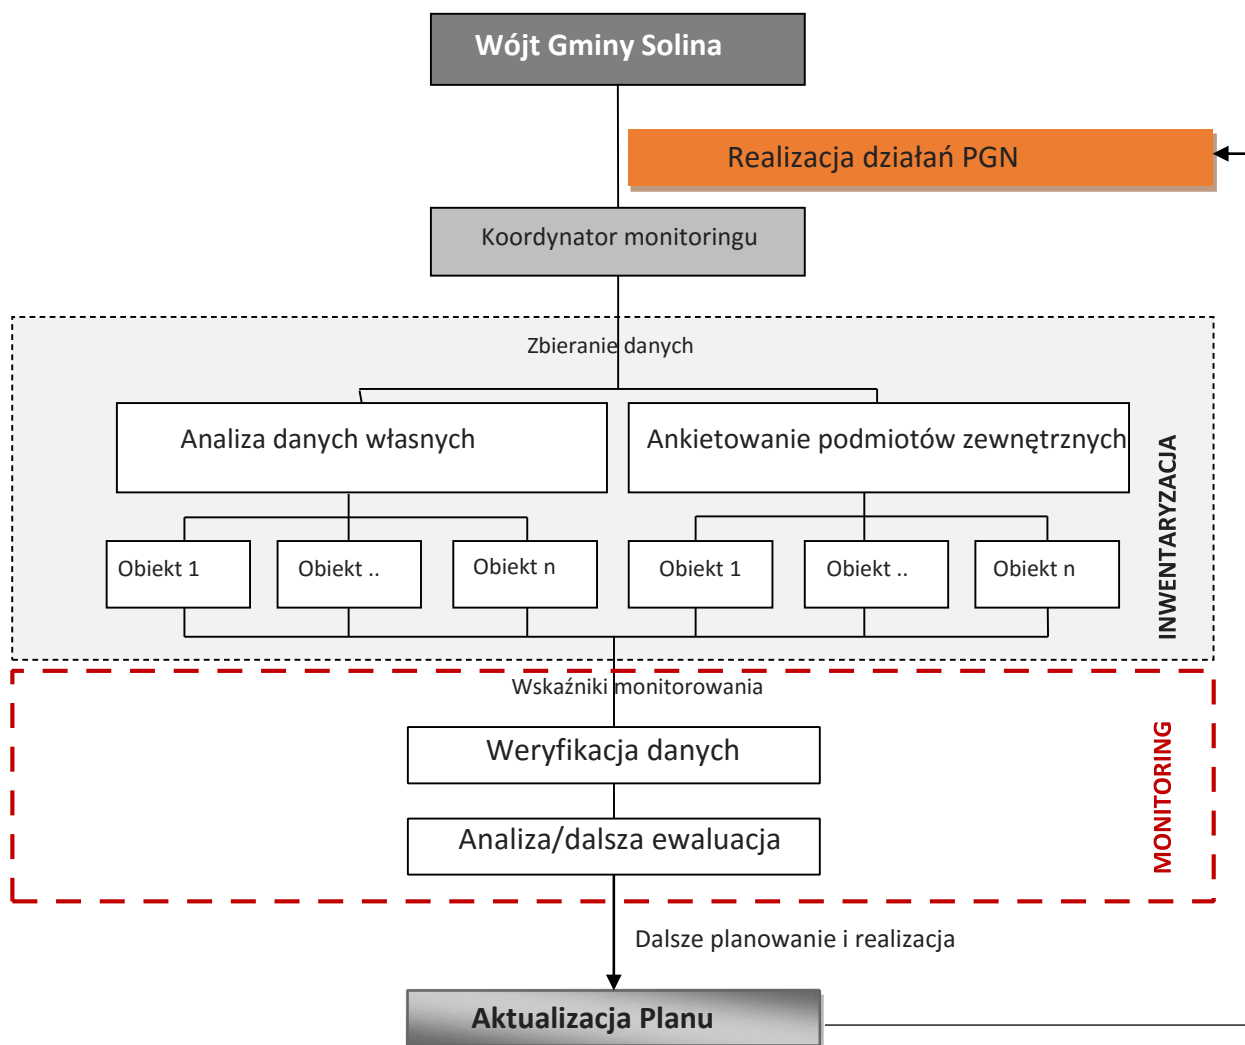 Wójt Gminy Solina
Realizacja działań PGN
Koordynator monitoringu
Zbieranie danych
Analiza danych własnych
Ankietowanie podmiotów zewnętrznych
Obiekt 1
Obiekt ..
Obiekt n
Obiekt 1
Obiekt ..
Obiekt n
INWENTARYZACJA
Wskaźniki monitorowania
Weryfikacja danych
Analiza/dalsza ewaluacja
MONITORING
Dalsze planowanie i realizacja
Aktualizacja Planu